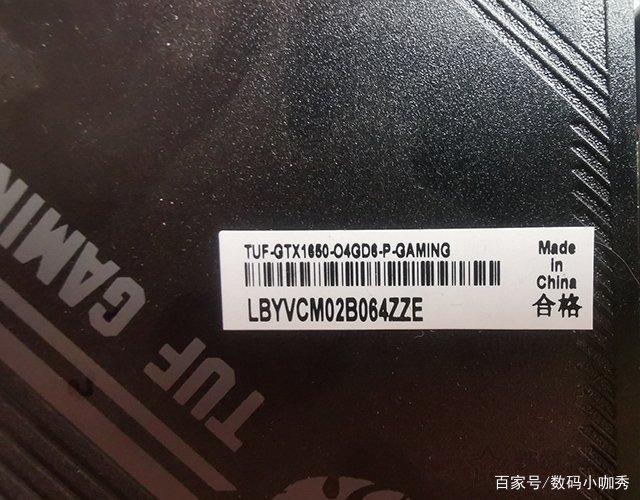 TUF GAMIN
TUF-GTX1650-O4GD6-P-GAMING
LBYVCM02B064ZZE
Made
in
China
合格
百家号/数码小咖秀